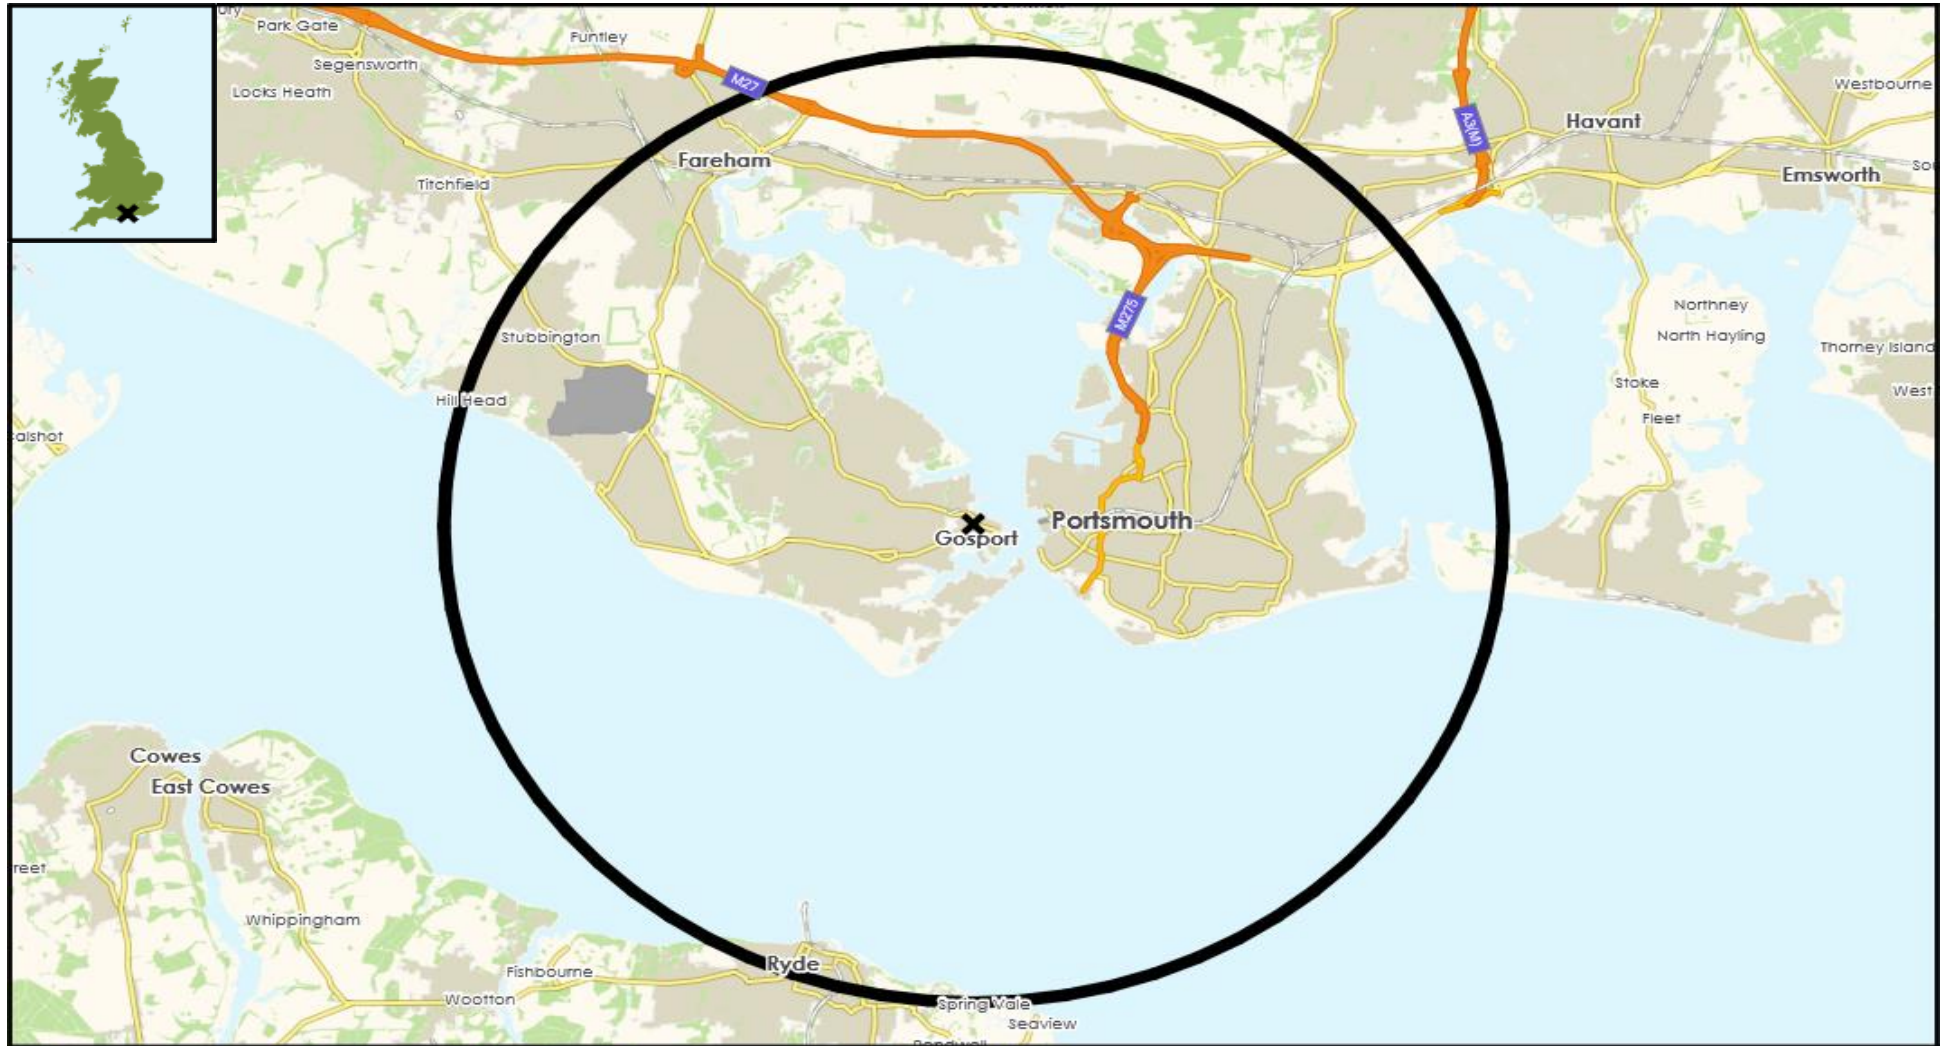 Park Gate
Funtley
Segensworth
Locks Heath
M27
Westbourne
A3(M)
Havant
Fareham
Emsworth
Titchfield
Northney
M275
North Hayling
Stubbington
Thorney Island
Stoke
West
Hill Head
Fleet
alshot
Portsmouth
Gosport
Cowes
East Cowes
reet
Whippingham
Ryde
Fishbourne
Wootton
Spring Vale
Seaview